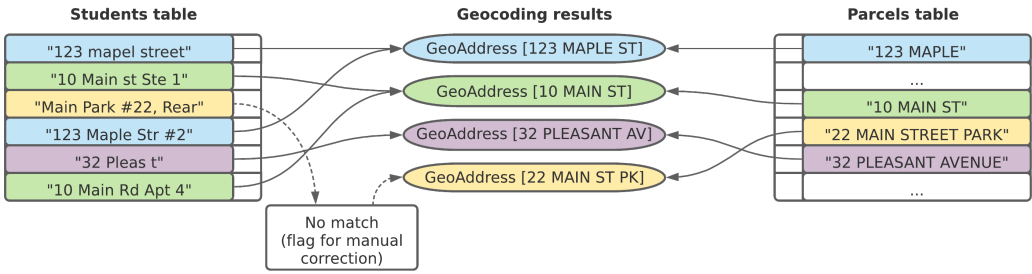 Students table
Geocoding results
Parcels table
"123 mapel street"
"10 Main st Ste 1"
"Main Park #22, Rear"
"123 Maple Str #2"
"32 Pleas t"
"10 Main Rd Apt 4"
GeoAddress [123 MAPLE ST]
GeoAddress [10 MAIN ST]
GeoAddress [32 PLEASANT AV]
GeoAddress [22 MAIN ST PK]
"123 MAPLE"
...
"10 MAIN ST"
"22 MAIN STREET PARK"
"32 PLEASANT AVENUE"
...
No match
(flag for manual
correction)